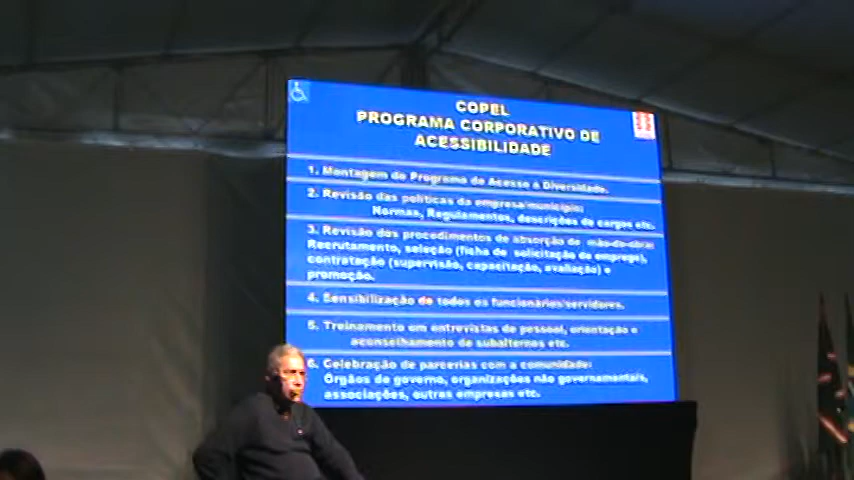 COPEL
PROGRAMA CORPORATIVO DE
ACESSIBILIDADE
1. Montagem do Programa de Acesso à Diversidade.
2. Revisão das políticas da empresa/município:
Normas, Regulamentos, descrições de cargos etc.
3. Revisão dos procedimentos de absorção de mão-de-obra:
Recrutamento, seleção (ficha de solicitação de emprego),
contratação (supervisão, capacitação, avaliação) e
promoção.
4. Sensibilização de todos os funcionários/servidores.
5. Treinamento em entrevistas de pessoal, orientação e
aconselhamento de subalternos etc.
6. Celebração de parcerias com a comunidade:
Órgãos de governo, organizações não governamentais,
associações, outras empresas etc.